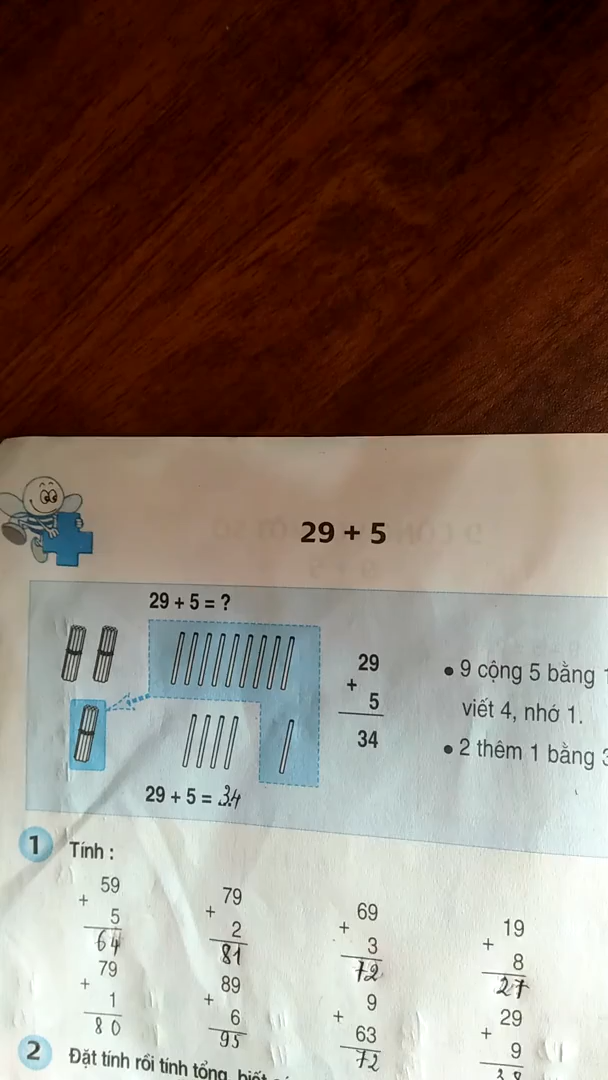 29 + 5
29 + 5 = ?
29
+
5
34
• 9 cộng 5 bằng
viết 4, nhớ 1.
• 2 thêm 1 bằng
29 + 5 = 34
1 Tính :
59 79 69 19
+ + + +
5 2 3 8
64 81 72 27
79 89 9 29
+ + + +
1 6 63 9
80 95 72
2 Đặt tính rồi tính tổng, biết